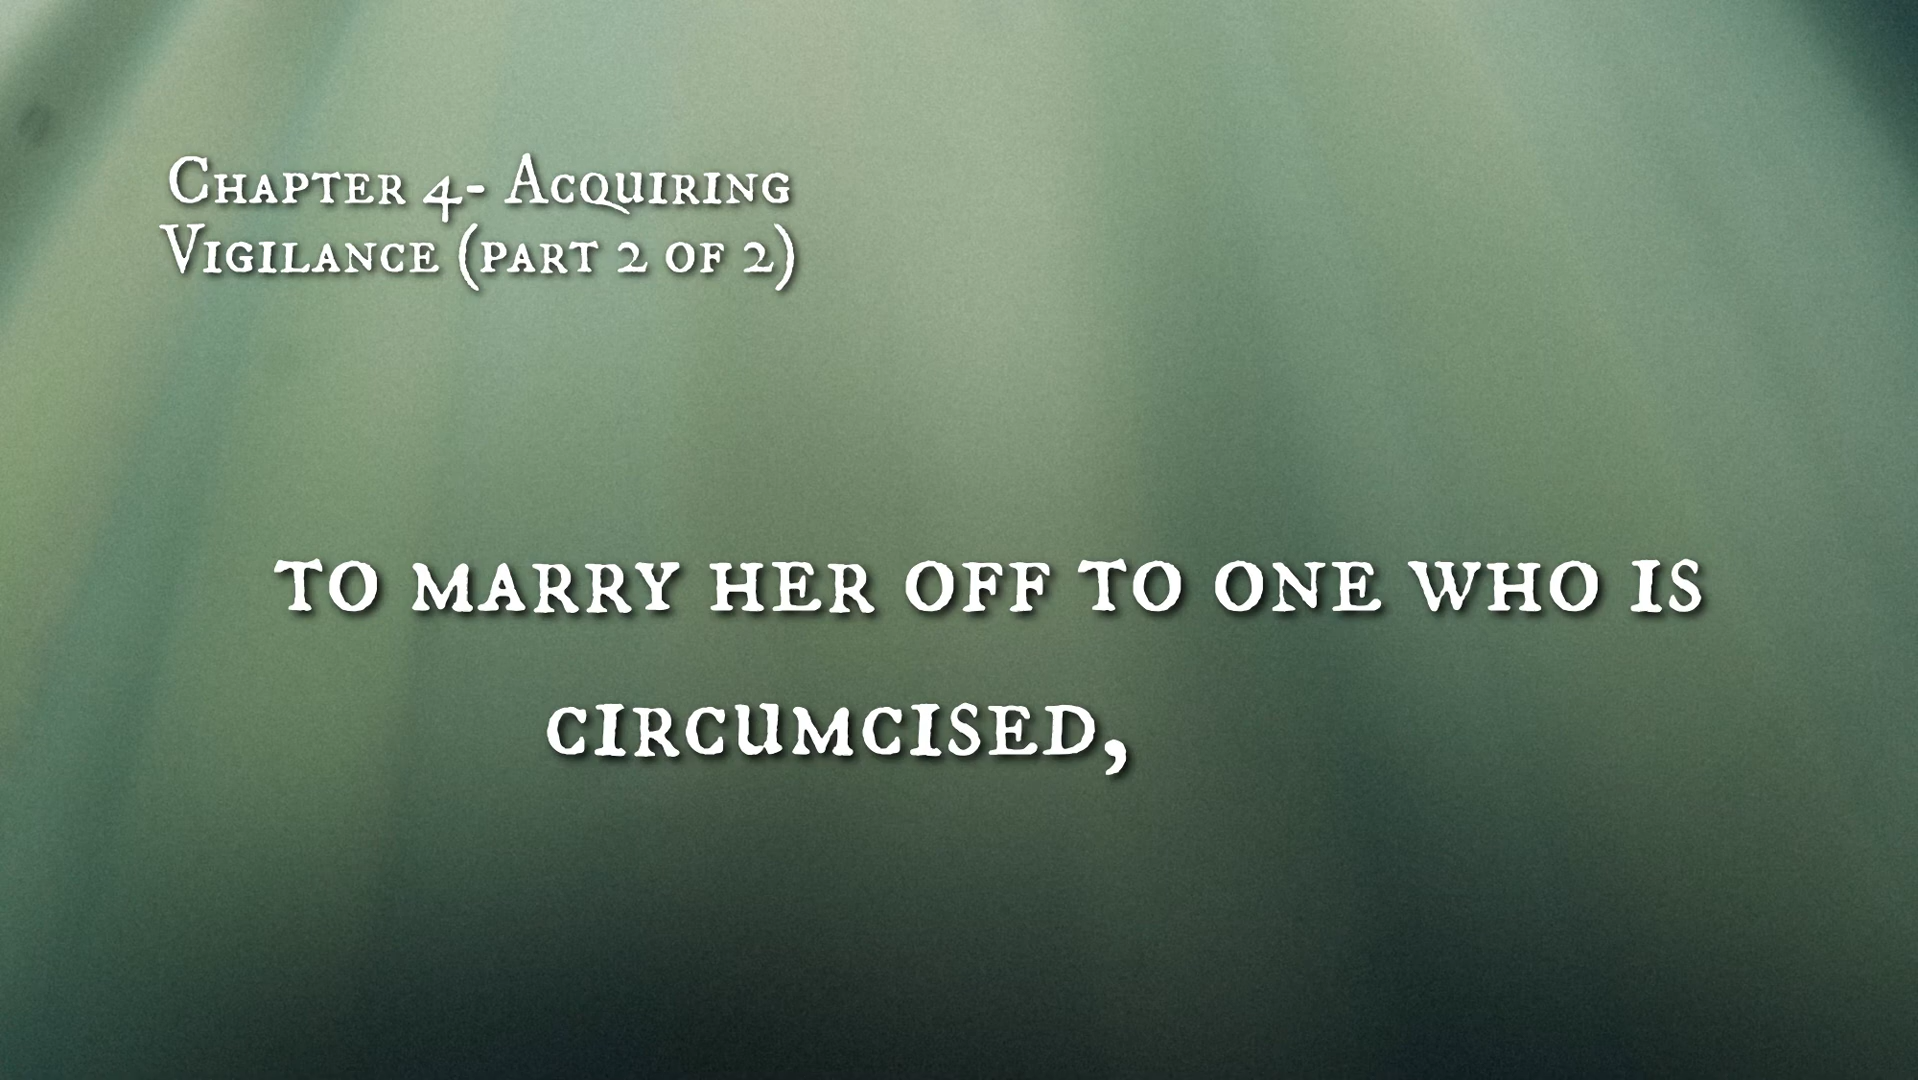 Chapter 4- Acquiring
Vigilance (part 2 of 2)
to marry her off to one who is
circumcised,